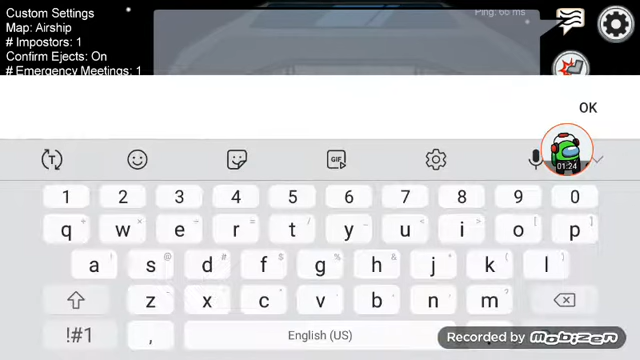 Custom Settings
Map: Airship
# Impostors: 1
Confirm Ejects: On
# Emergency Meetings: 1
Ping: 66 ms
OK
T
GIF
01:24
1 2 3 4 5 6 7 8 9 0
q w e r t y u i o p
a s d f g h j k l
z x c v b n m
!#1 , English (US)
Recorded by Mobizen